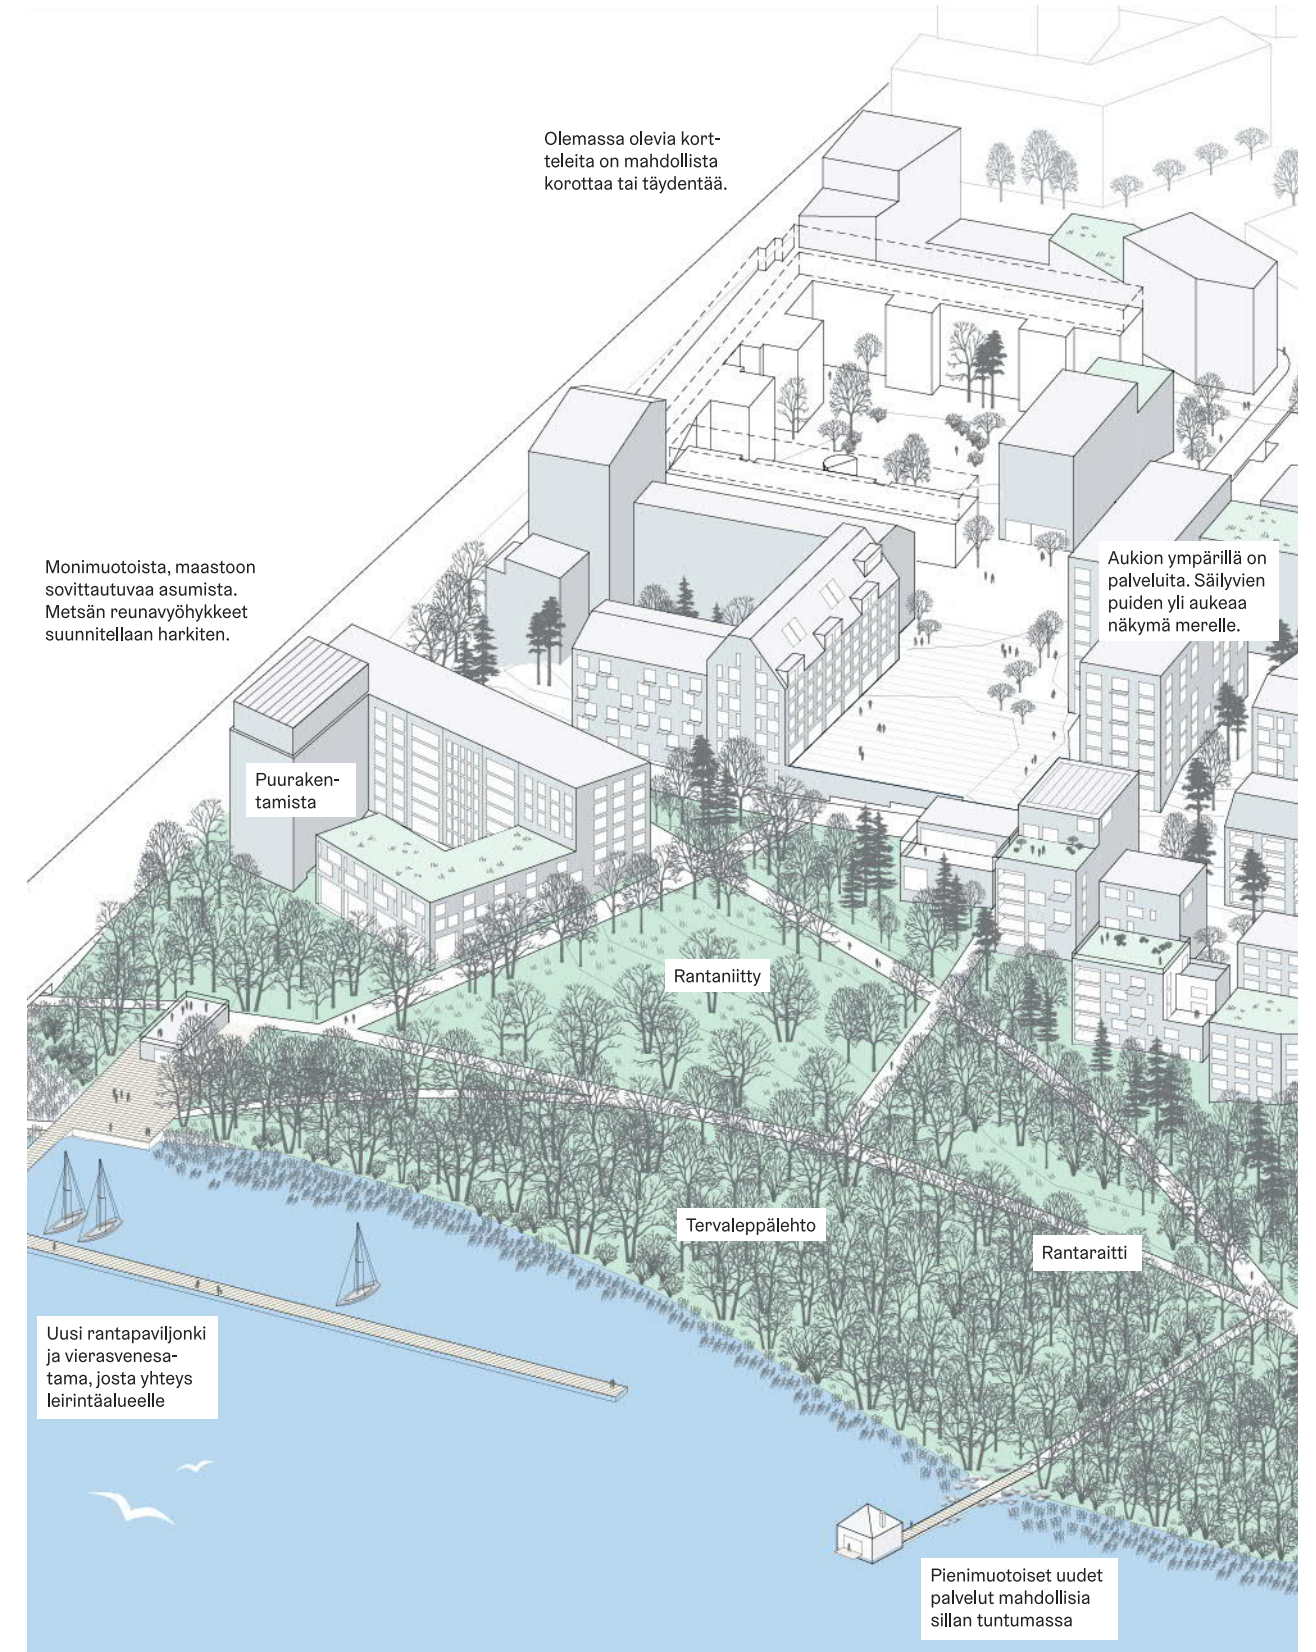 Olemassa olevia kort-
teleita on mahdollista
korottaa tai täydentää.
Monimuotoista, maastoon
sovittautuvaa asumista.
Metsän reunavyöhykkeet
suunnitellaan harkiten.
Aukion ympärillä on
palveluita. Säilyvien
puiden yli aukeaa
näkymä merelle.
Puuraken-
tamista
Rantaniitty
Tervaleppälehto
Rantaraitti
Uusi rantapaviljonki
ja vierasvenesa-
tama, josta yhteys
leirintäalueelle
Pienimuotoiset uudet
palvelut mahdollisia
sillan tuntumassa